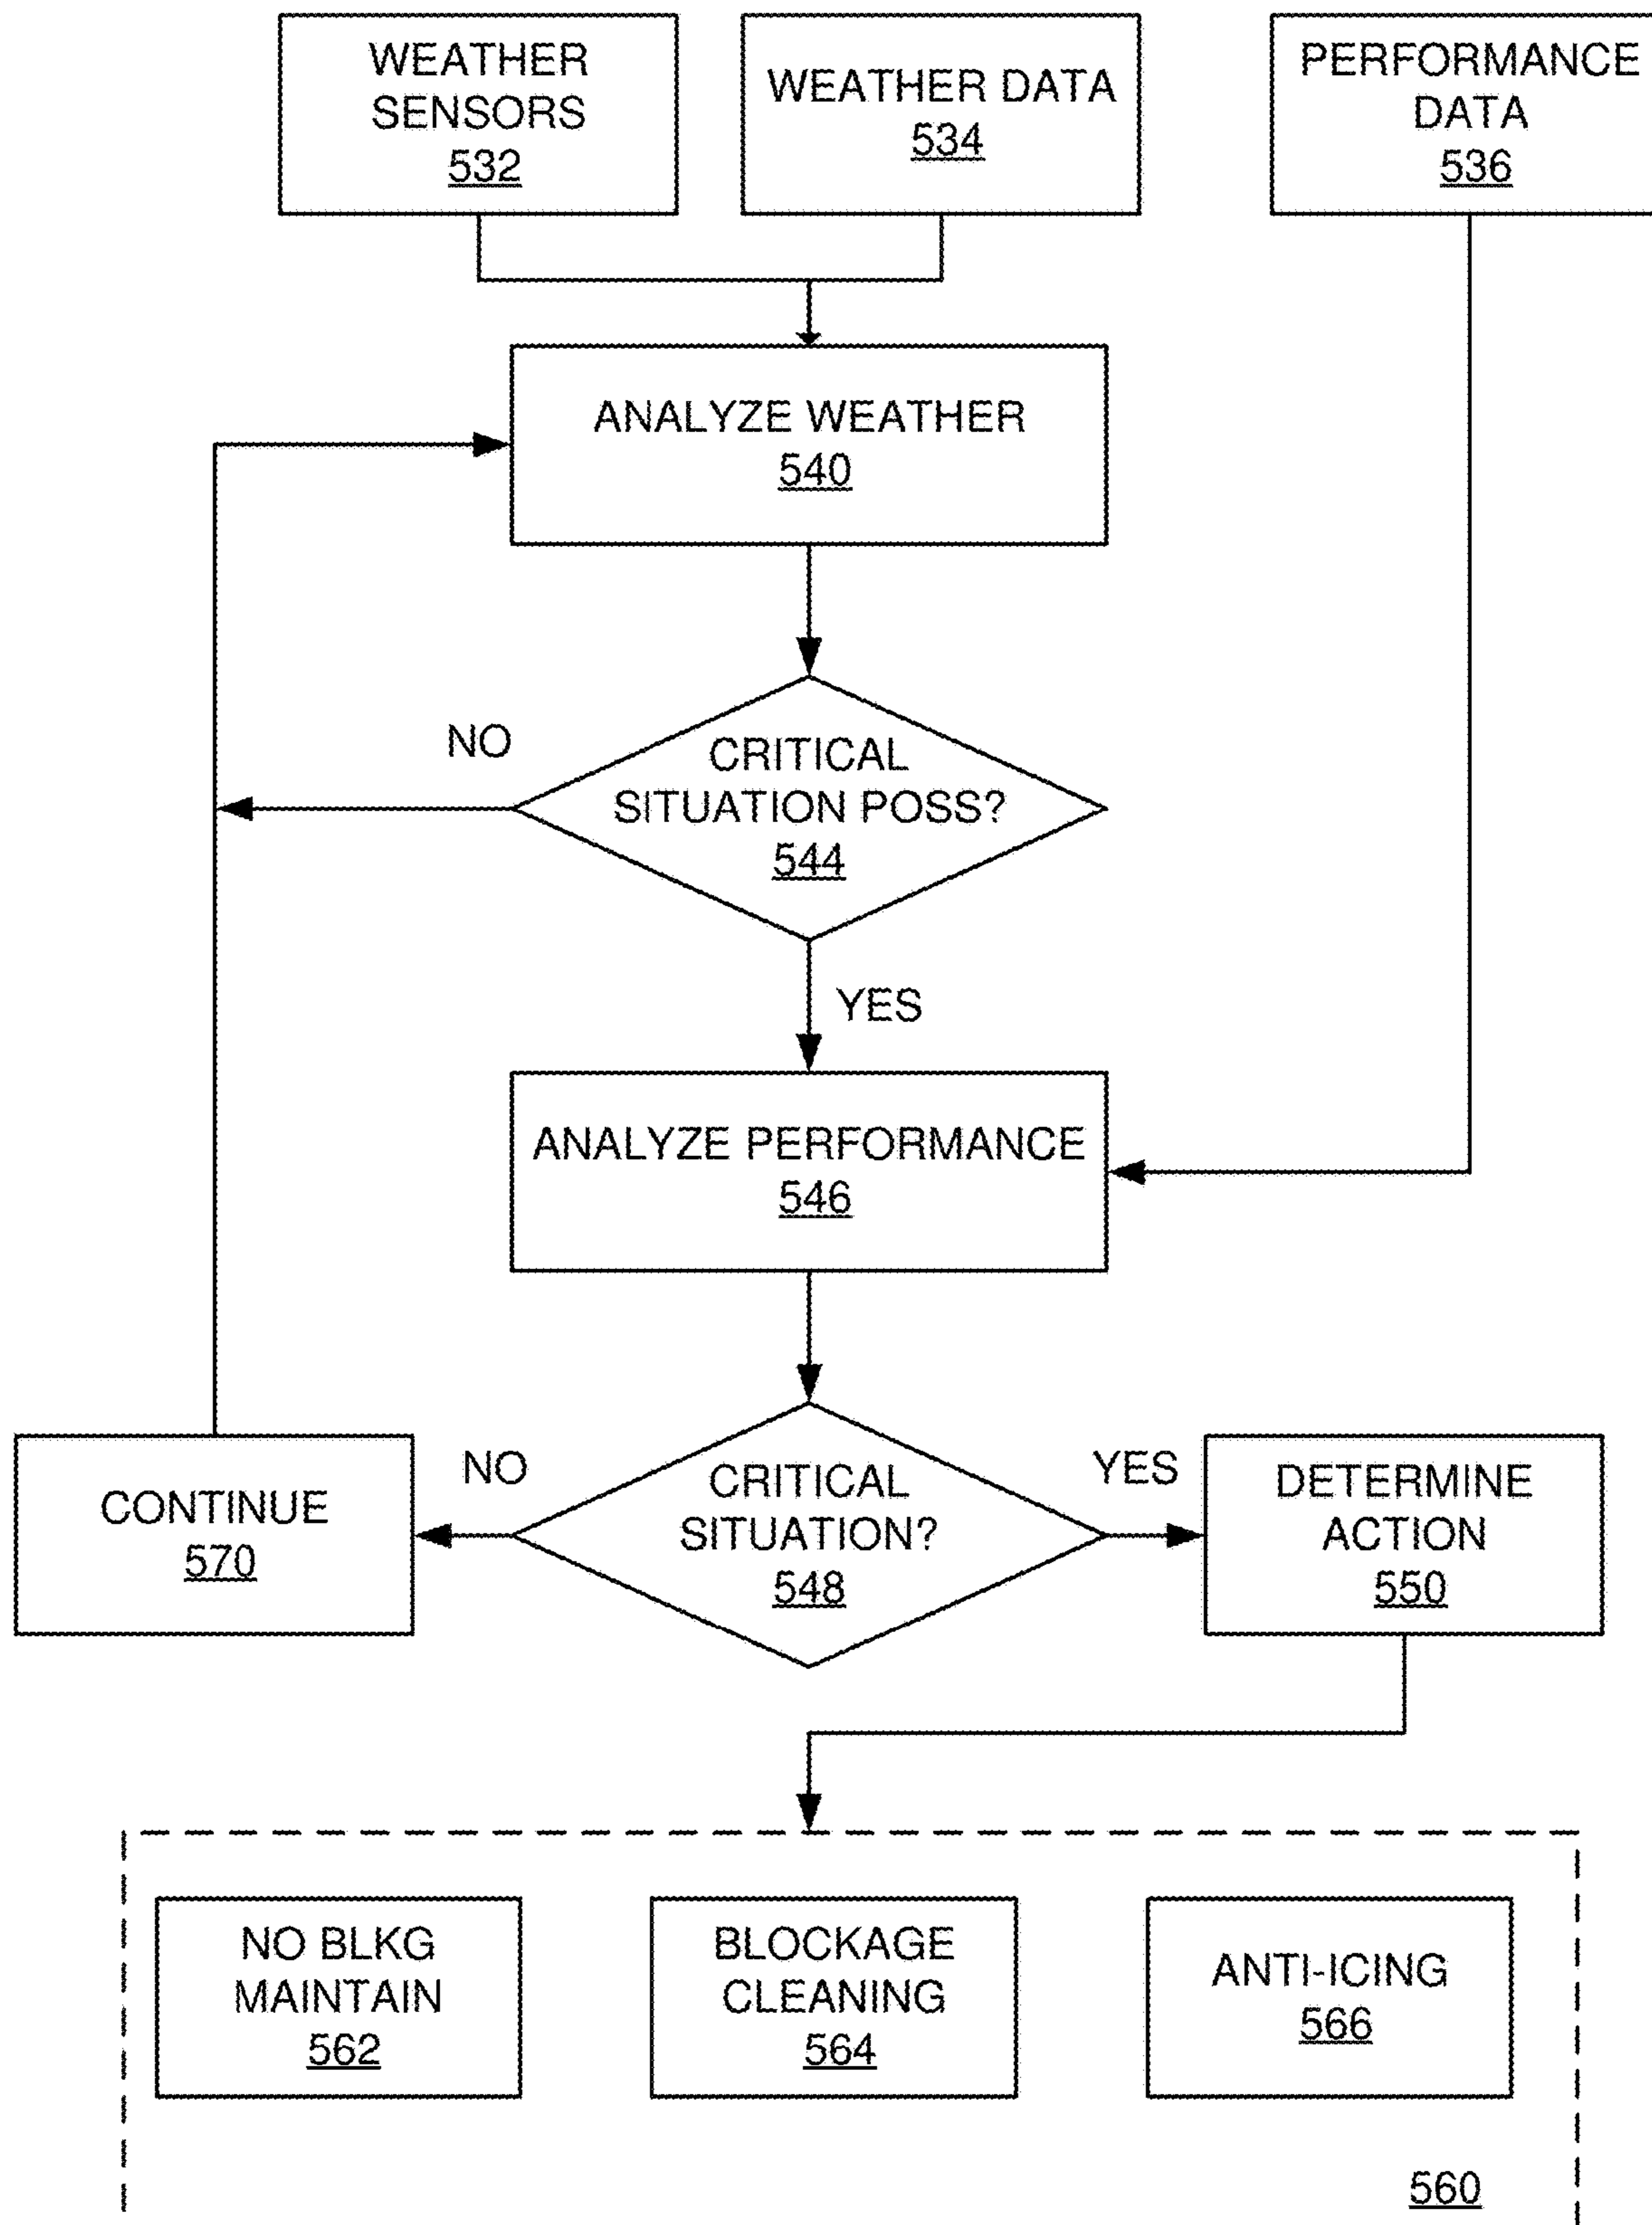 WEATHER
SENSORS
532
WEATHER DATA
534
PERFORMANCE
DATA
536
ANALYZE WEATHER
540
NO
CRITICAL
SITUATION POSS?
544
YES
ANALYZE PERFORMANCE
546
CONTINUE
570
NO
CRITICAL
SITUATION?
548
YES
DETERMINE
ACTION
550
NO BLKG
MAINTAIN
562
BLOCKAGE
CLEANING
564
ANTI-ICING
566
560